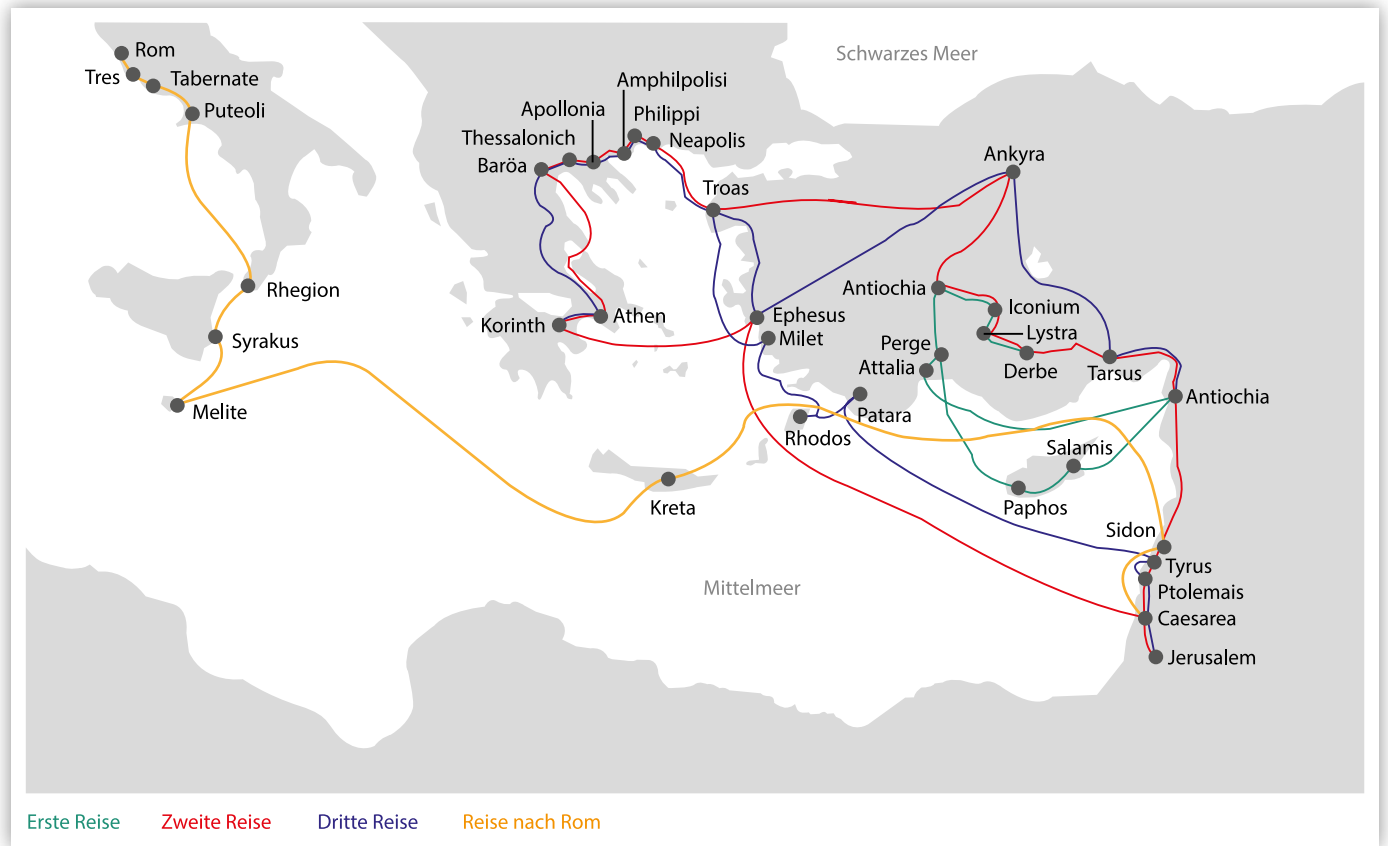 Schwarzes Meer
Rom
Tres
Tabernate
Puteoli
Amphilpolisi
Apollonia
Philippi
Thessalonich
Neapolis
Baröa
Ankyra
Troas
Antiochia
Rhegion
Iconium
Korinth
Athen
Ephesus
Lystra
Syrakus
Milet
Perge
Attalia
Derbe
Tarsus
Melite
Patara
Antiochia
Rhodos
Salamis
Kreta
Paphos
Sidon
Tyrus
Mittelmeer
Ptolemais
Caesarea
Jerusalem
Erste Reise Zweite Reise Dritte Reise Reise nach Rom